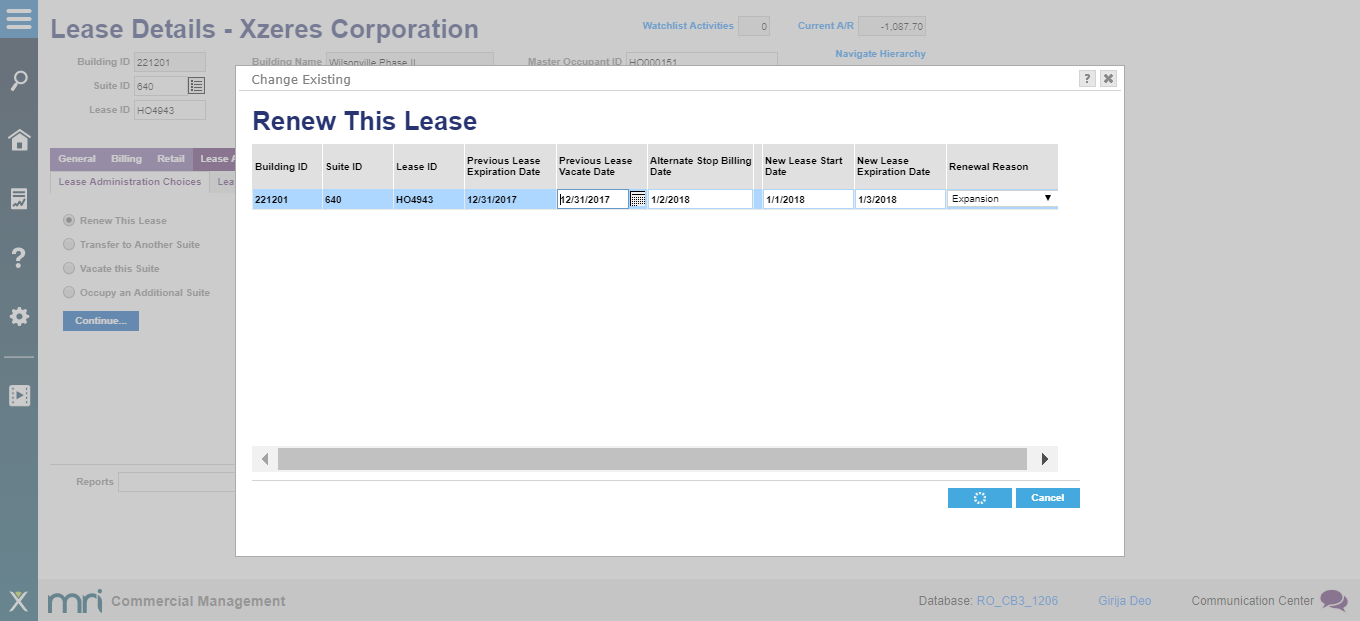 Lease Details - Xzeres Corporation
Watchlist Activities 0 Current A/R -1,087.70
Navigate Hierarchy
Building ID 221201 Building Name Wilsonville Phase II Master Occupant ID HO000151
Suite ID 640
Lease ID HO4943
General Billing Retail Lease A
Lease Administration Choices Lea
Renew This Lease
Transfer to Another Suite
Vacate this Suite
Occupy an Additional Suite
Continue...
Reports
Change Existing ?
Renew This Lease
Building ID Suite ID Lease ID Previous Lease Expiration Date Previous Lease Vacate Date Alternate Stop Billing Date New Lease Start Date New Lease Expiration Date Renewal Reason
221201 640 HO4943 12/31/2017 12/31/2017 1/2/2018 1/1/2018 1/3/2018 Expansion
Cancel
mri Commercial Management Database: RO_CB3_1206 Girija Deo Communication Center